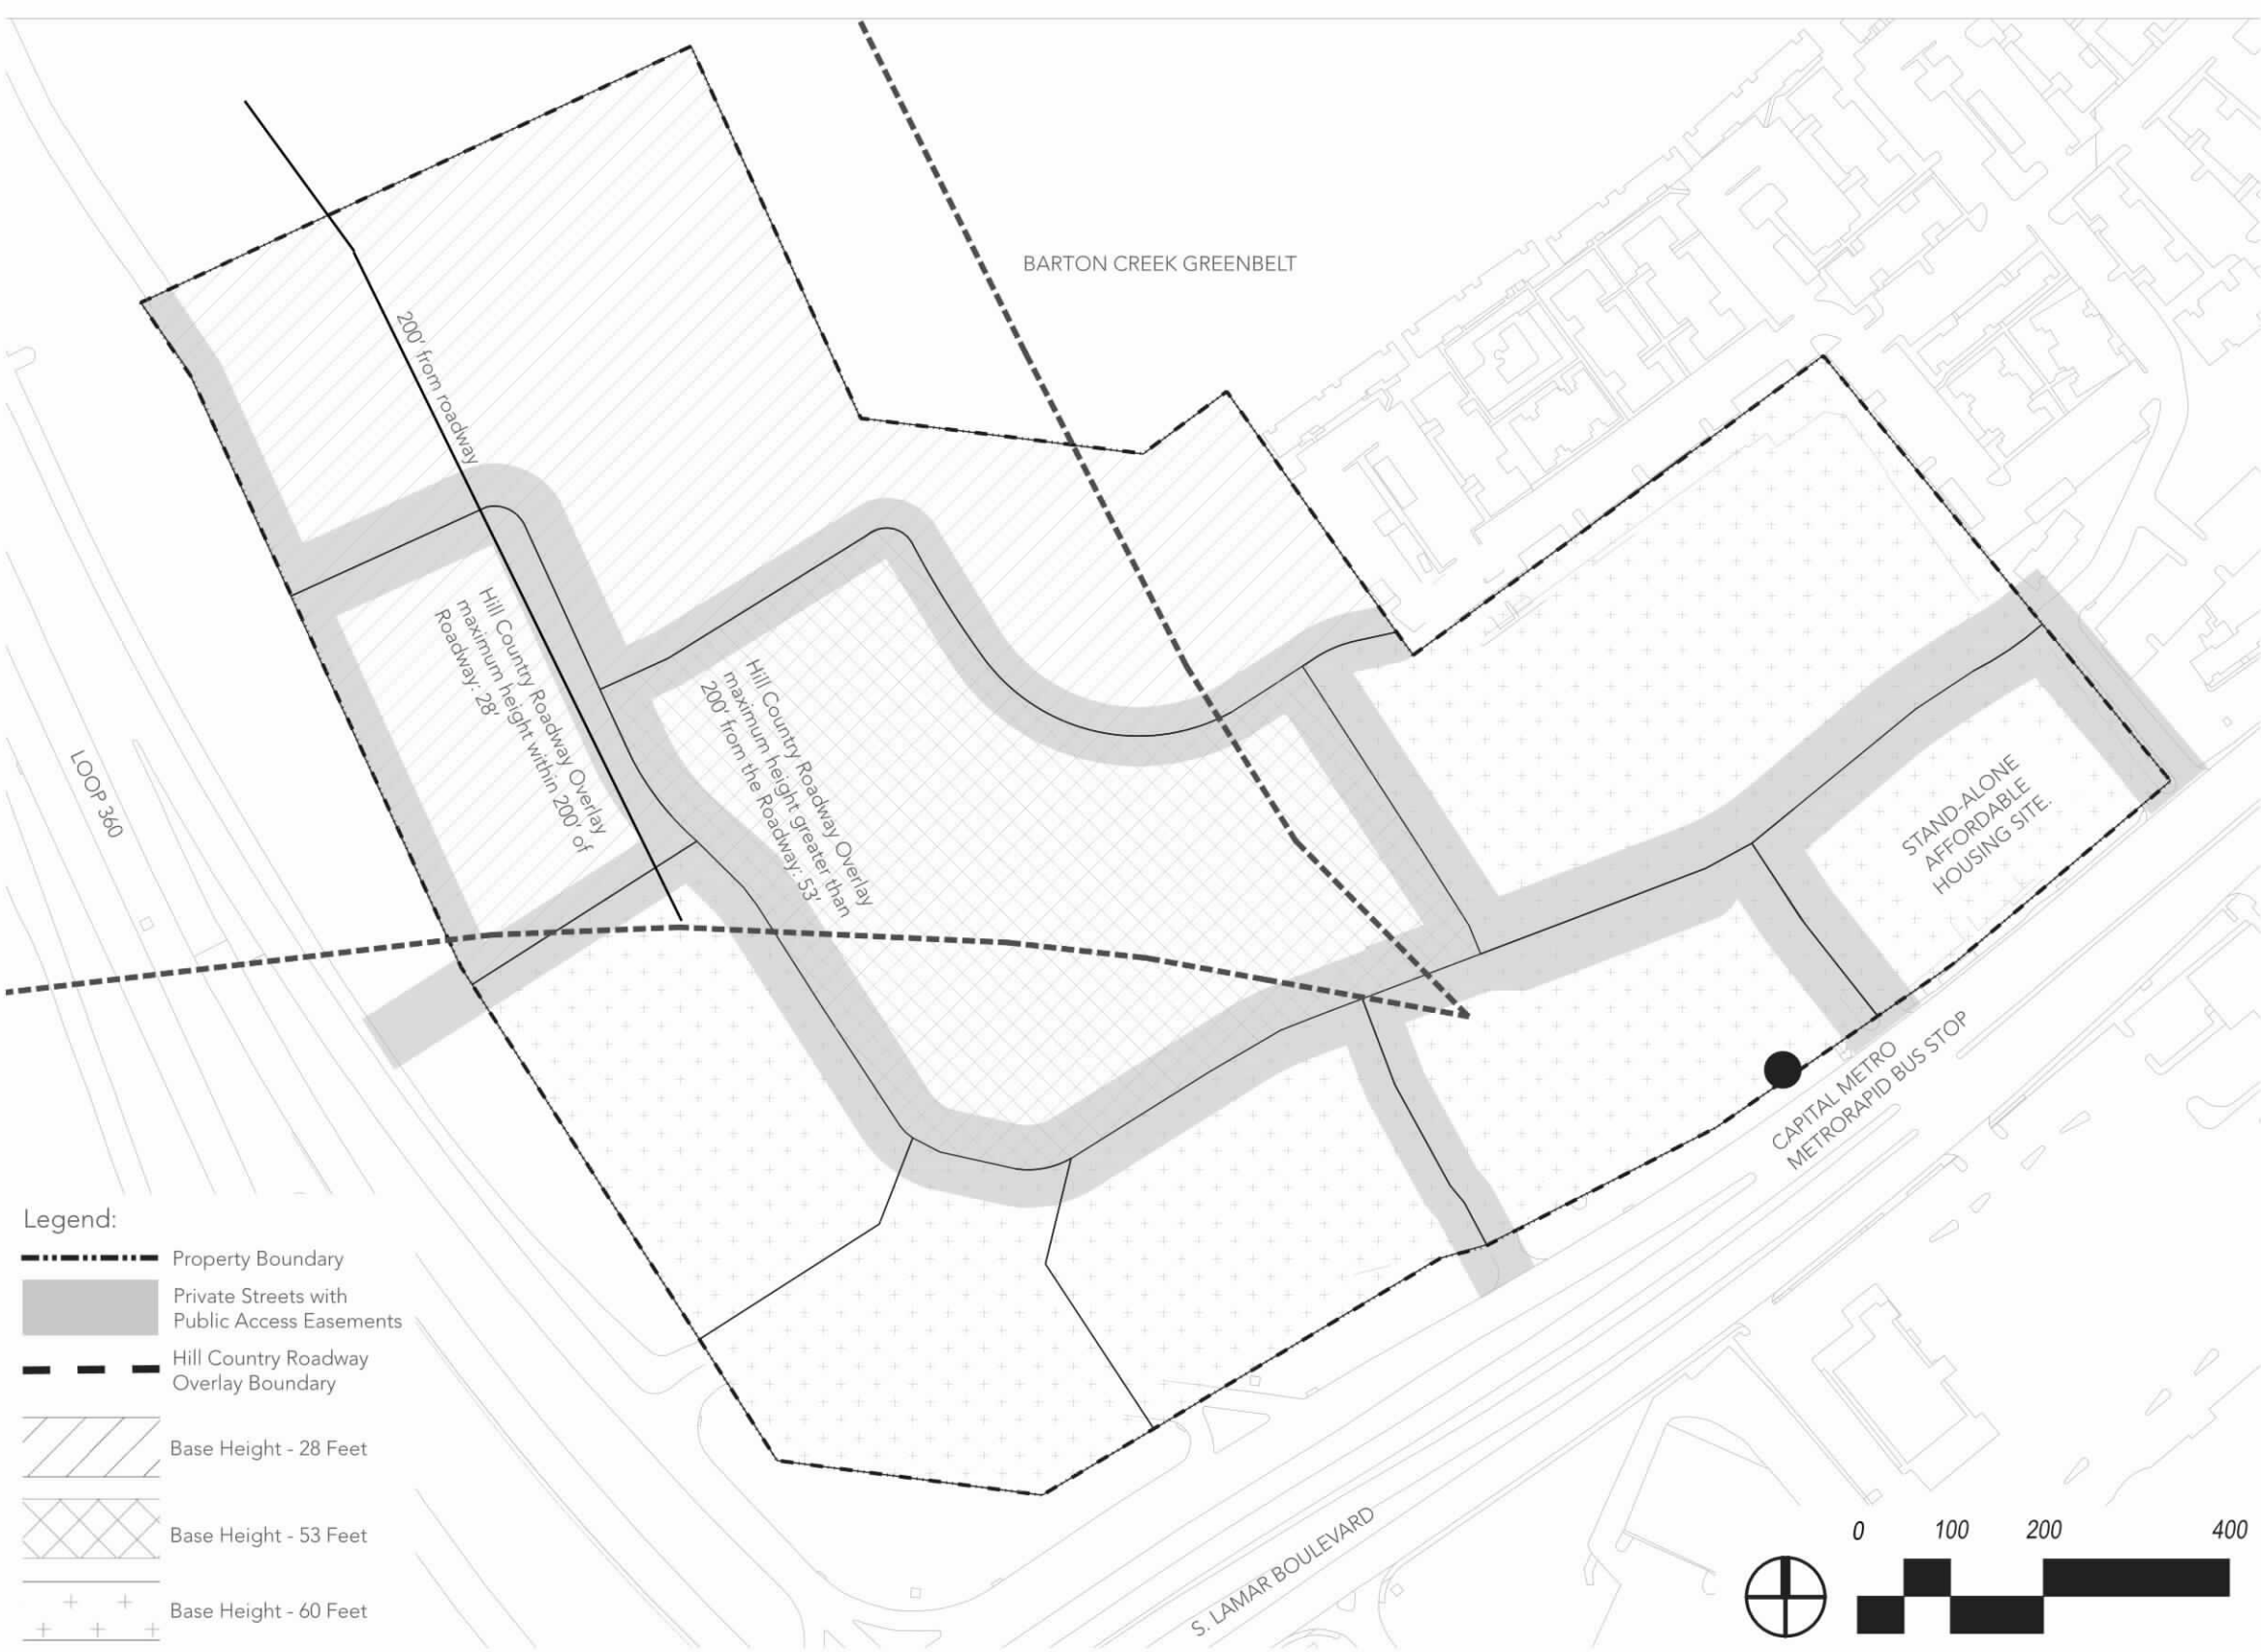 BARTON CREEK GREENBELT
200' from roadway
Hill Country Roadway Overlay
maximum height within 200' of
Roadway: 28'
Hill Country Roadway Overlay
maximum height greater than
200' from the Roadway: 53'
LOOP 360
STAND-ALONE
AFFORDABLE
HOUSING SITE.
CAPITAL METRO
METRORAPID BUS STOP
S. LAMAR BOULEVARD
Legend:
Property Boundary
Private Streets with
Public Access Easements
Hill Country Roadway
Overlay Boundary
Base Height - 28 Feet
Base Height - 53 Feet
Base Height - 60 Feet
0 100 200 400